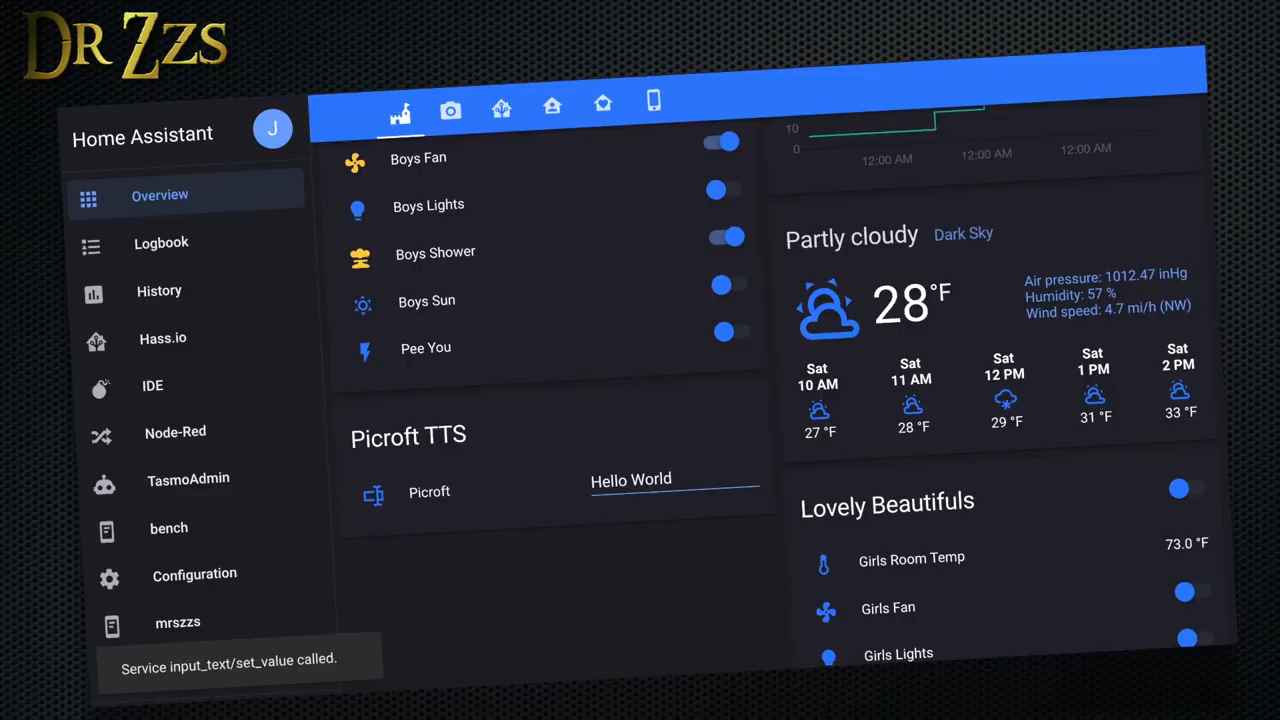 DR ZZS
Home Assistant
J
Overview
Logbook
History
Hass.io
IDE
Node-Red
TasmoAdmin
bench
Configuration
mrszzs
Service input_text/set_value called.
Boys Fan
Boys Lights
Boys Shower
Boys Sun
Pee You
Picroft TTS
Picroft
Hello World
10
0
12:00 AM
12:00 AM
12:00 AM
Partly cloudy
Dark Sky
28 °F
Air pressure: 1012.47 inHg
Humidity: 57 %
Wind speed: 4.7 mi/h (NW)
Sat
10 AM
27 °F
Sat
11 AM
28 °F
Sat
12 PM
29 °F
Sat
1 PM
31 °F
Sat
2 PM
33 °F
Lovely Beautifuls
Girls Room Temp
73.0 °F
Girls Fan
Girls Lights